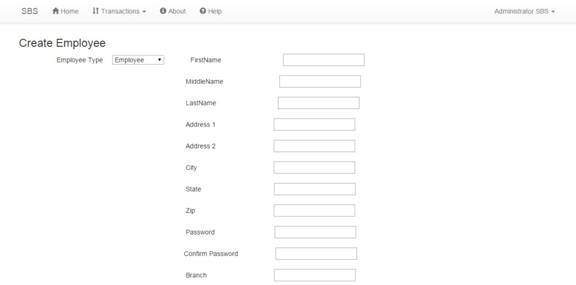 SBS Home Transactions About Help Administrator SBS
Create Employee
Employee Type Employee FirstName
MiddleName
LastName
Address 1
Address 2
City
State
Zip
Password
Confirm Password
Branch